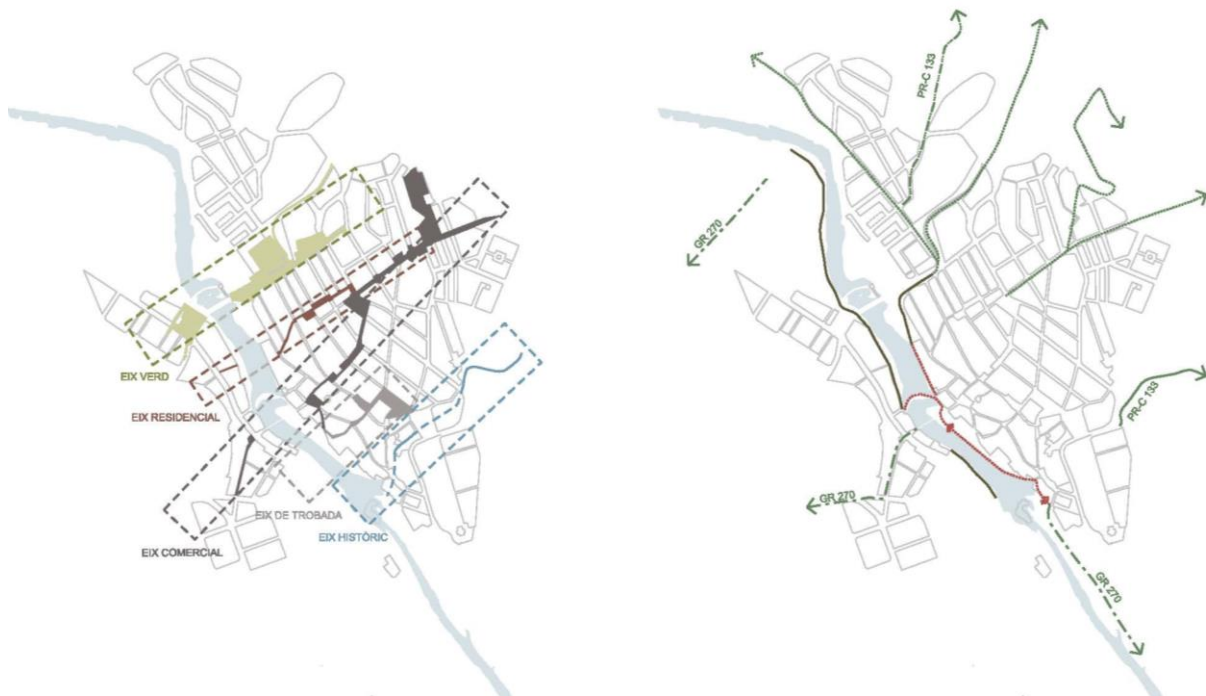 EIX VERD
EIX RESIDENCIAL
EIX DE TROBADA
EIX HISTÒRIC
EIX COMERCIAL
PR-C 133
GR 270
PR-C 133
GR 270
GR 270